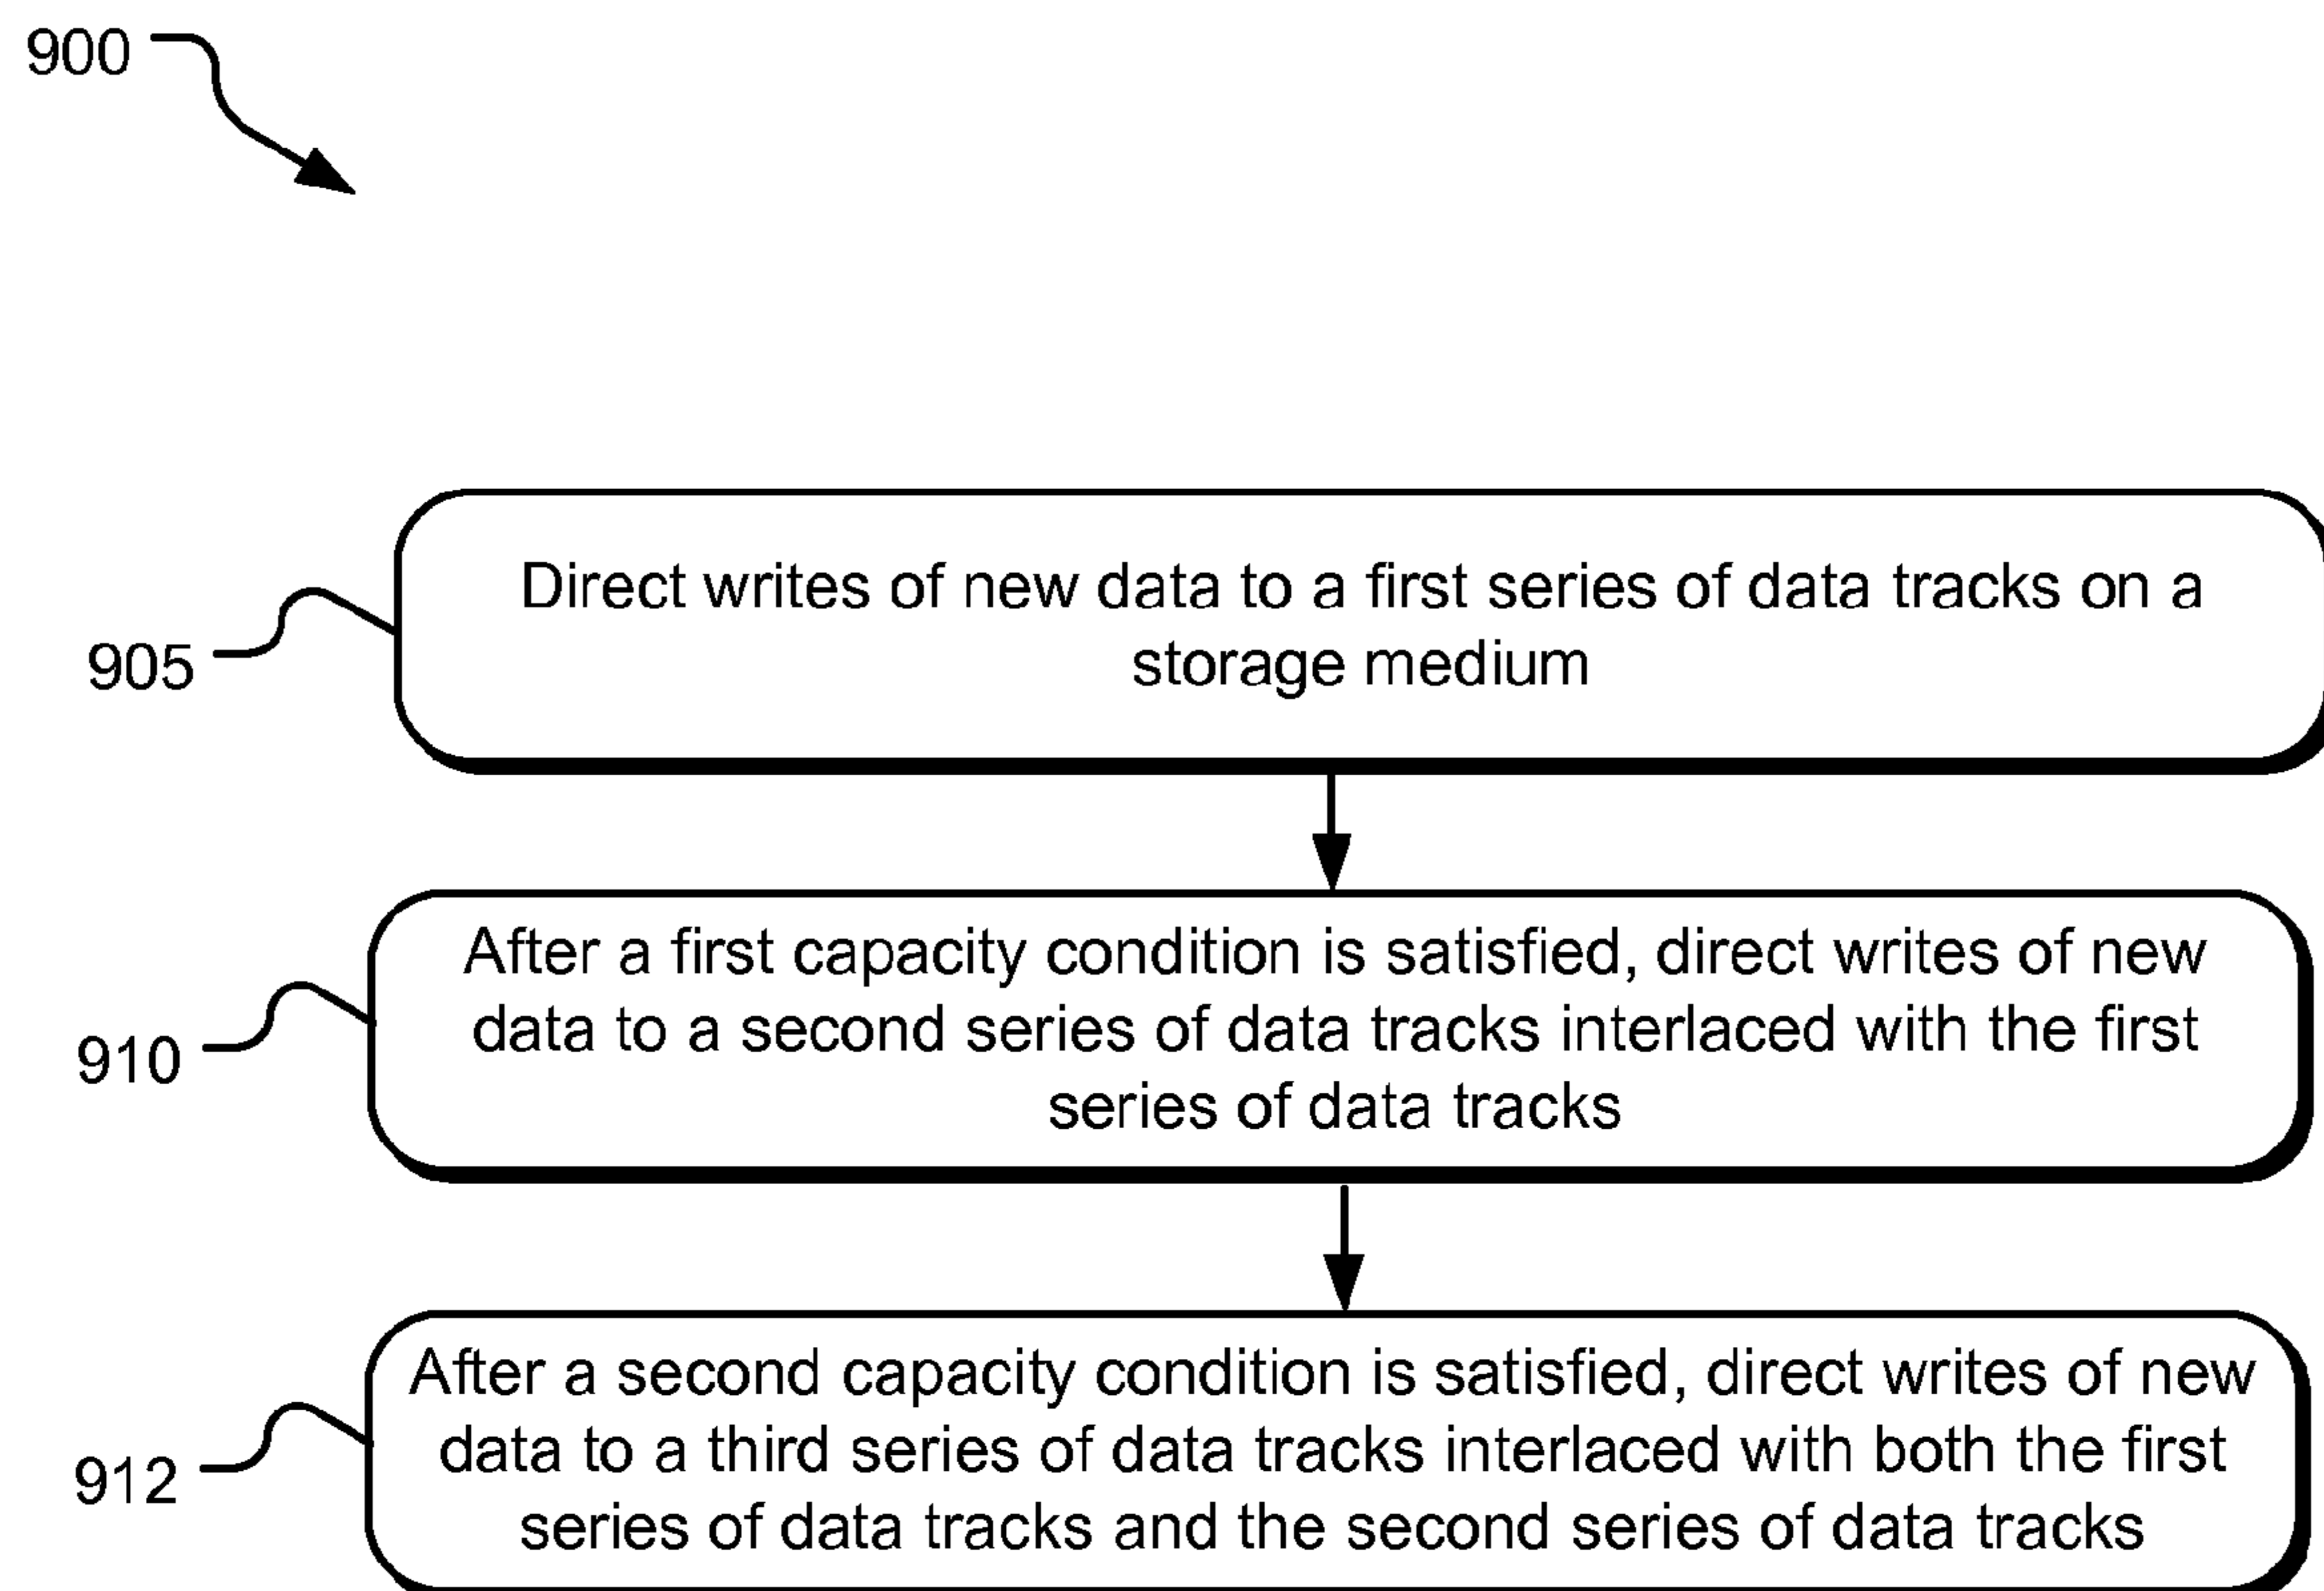 900
Direct writes of new data to a first series of data tracks on a
storage medium
905
After a first capacity condition is satisfied, direct writes of new
data to a second series of data tracks interlaced with the first
series of data tracks
910
After a second capacity condition is satisfied, direct writes of new
data to a third series of data tracks interlaced with both the first
series of data tracks and the second series of data tracks
912